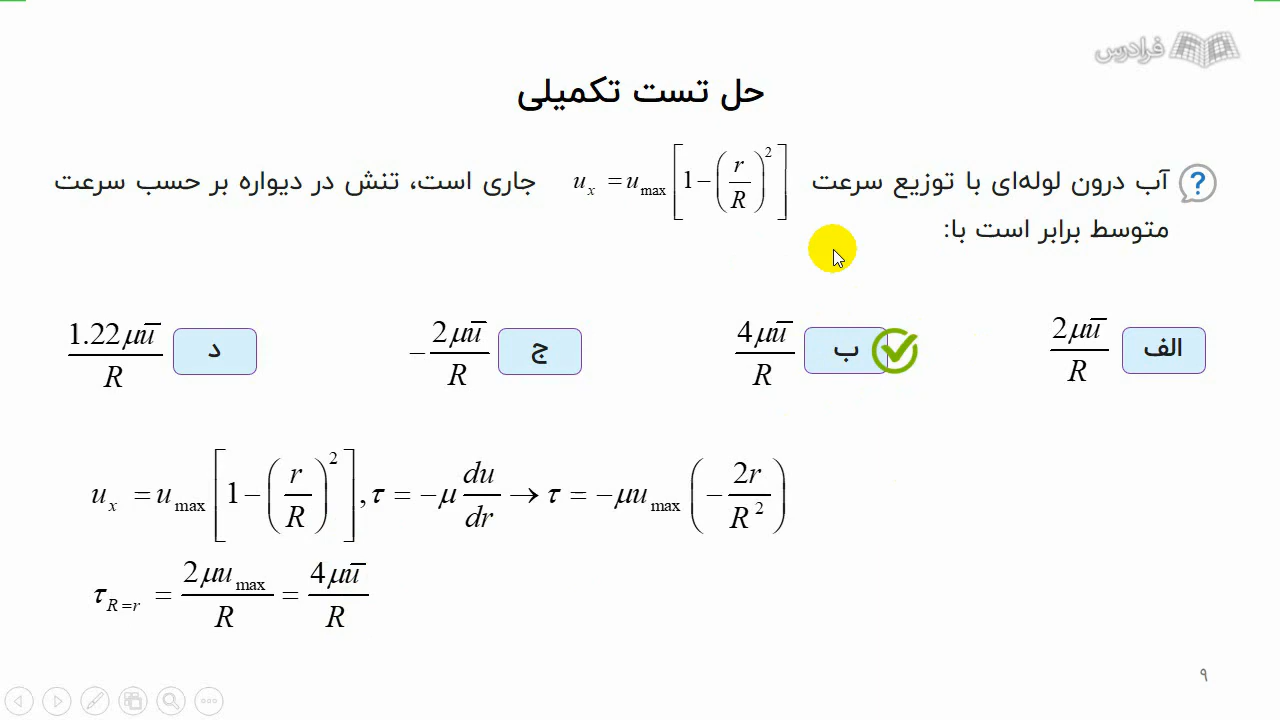 فرادرس
حل تست تکمیلی
آب درون لوله‌ای با توزیع سرعت u_x = u_max [1 − (r/R)^2] جاری است، تنش در دیواره بر حسب سرعت
متوسط برابر است با:
الف 2μū/R ب 4μū/R ج −2μū/R د 1.22μū/R
u_x = u_max [1 − (r/R)^2], τ = −μ du/dr → τ = −μu_max (−2r/R^2)
τ_R=r = 2μu_max/R = 4μū/R
۹